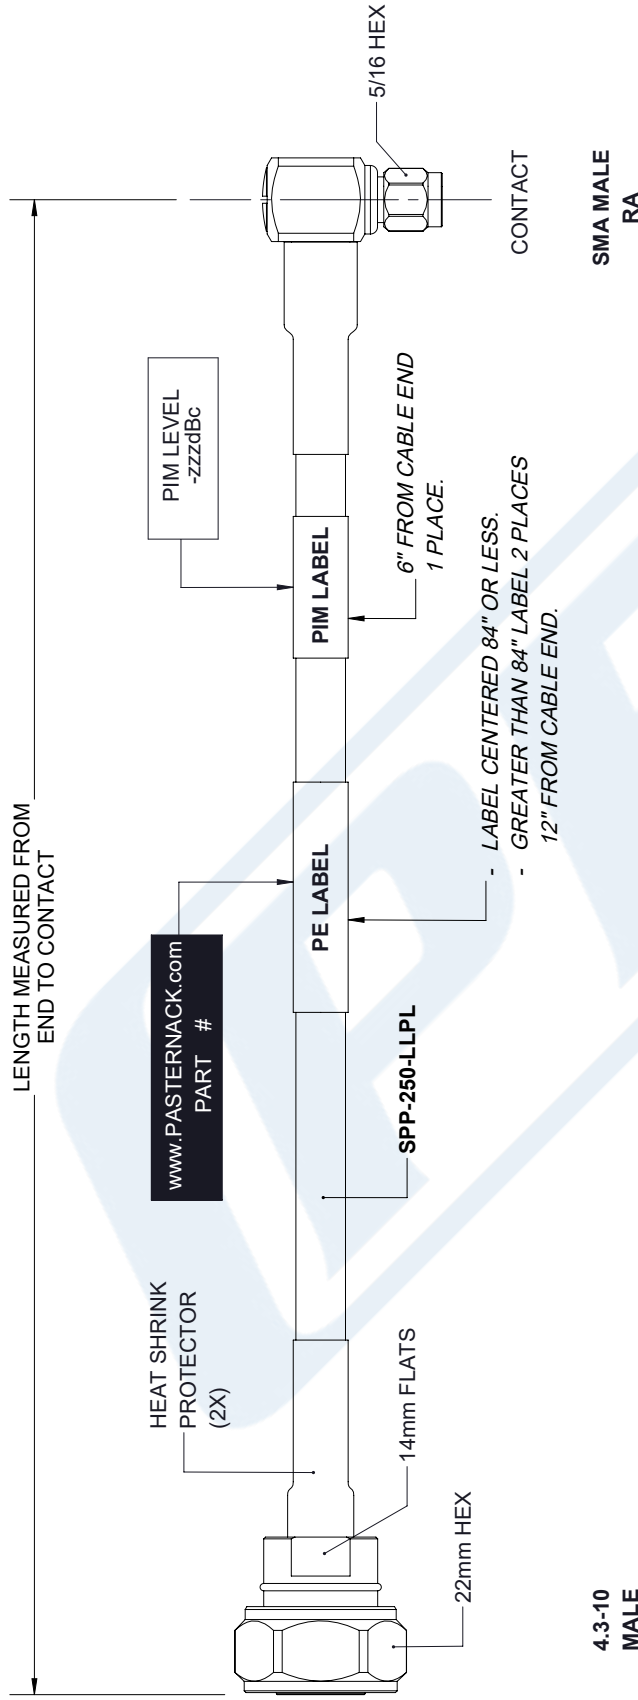 LENGTH MEASURED FROM
END TO CONTACT
HEAT SHRINK
PROTECTOR
(2X)
www.PASTERNACK.com
PART #
PIM LEVEL
-zzzdBc
PE LABEL
PIM LABEL
5/16 HEX
14mm FLATS
22mm HEX
SPP-250-LLPL
6" FROM CABLE END
1 PLACE.
- LABEL CENTERED 84" OR LESS.
- GREATER THAN 84" LABEL 2 PLACES
12" FROM CABLE END.
CONTACT
4.3-10
MALE
SMA MALE
RA